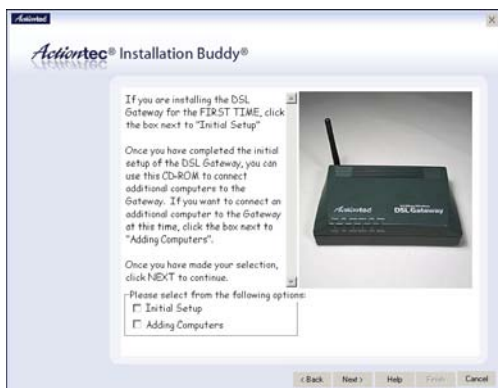 Actiontec
Actiontec® Installation Buddy®
If you are installing the DSL
Gateway for the FIRST TIME, click
the box next to "Initial Setup"
Once you have completed the initial
setup of the DSL Gateway, you can
use this CD-ROM to connect
additional computers to the
Gateway. If you want to connect an
additional computer to the Gateway
at this time, click the box next to
"Adding Computers".
Once you have made your selection,
click NEXT to continue.
Actiontec
DSL Gateway
Please select from the following options:
Initial Setup
Adding Computers
< Back Next > Help Finish Cancel